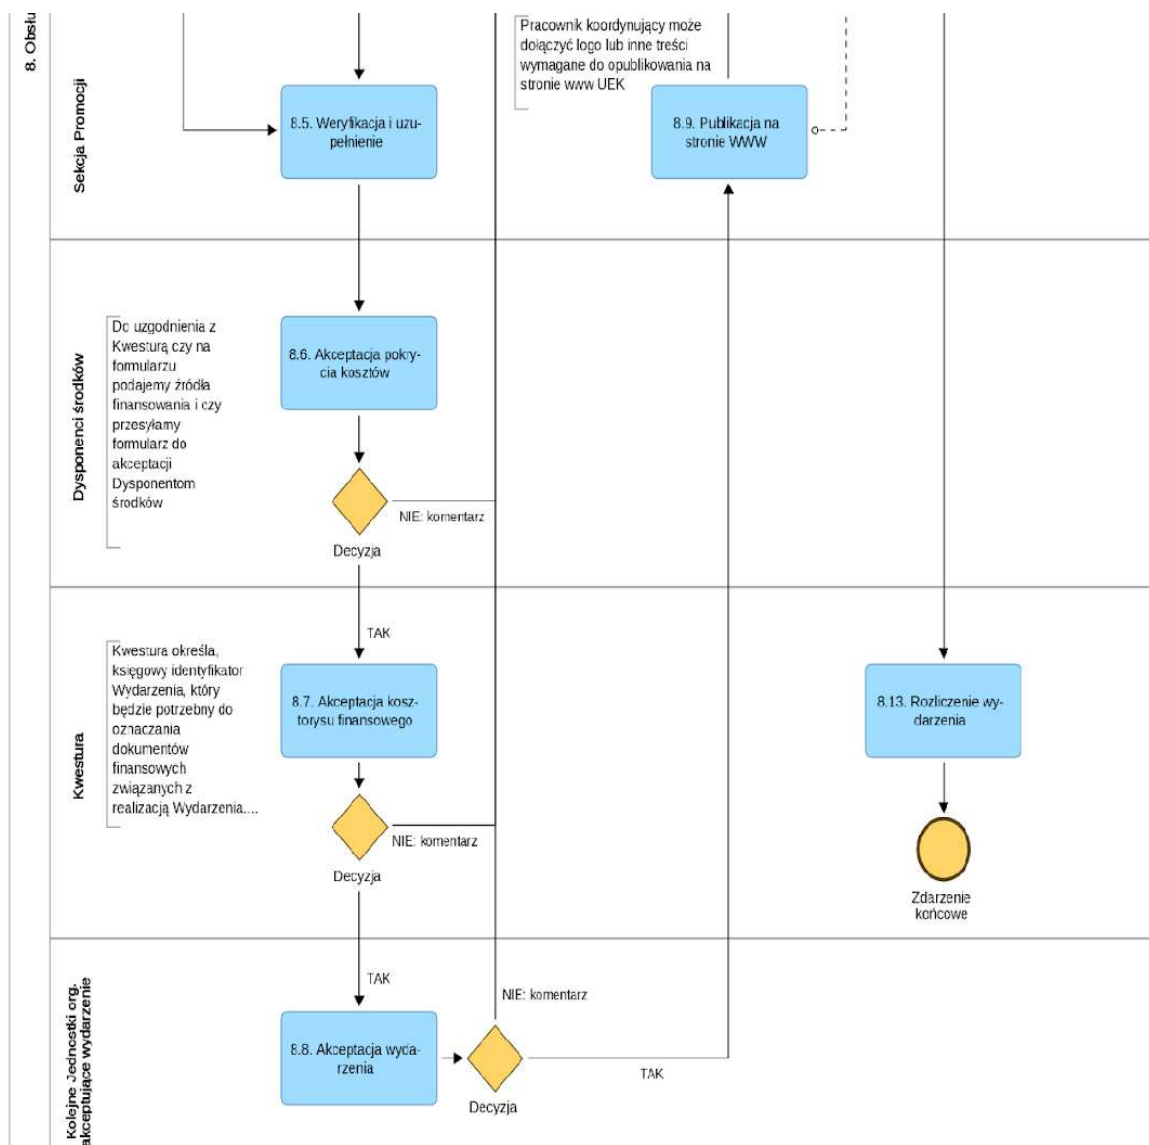 8. Obsłu
Sekcja Promocji
Pracownik koordynujący może
dołączyć logo lub inne treści
wymagane do opublikowania na
stronie www UEK
8.5. Weryfikacja i uzu-
pełnienie
8.9. Publikacja na
stronie WWW
Dysponenci środków
Do uzgodnienia z
Kwesturą czy na
formularzu
podajemy źródła
finansowania i czy
przesyłamy
formularz do
akceptacji
Dysponentom
środków
8.6. Akceptacja pokry-
cia kosztów
NIE: komentarz
Decyzja
TAK
Kwestura
Kwestura określa,
księgowy identyfikator
Wydarzenia, który
będzie potrzebny do
oznaczania
dokumentów
finansowych
związanych z
realizacją Wydarzenia....
8.7. Akceptacja kosz-
torysu finansowego
NIE: komentarz
Decyzja
8.13. Rozliczenie wy-
darzenia
Zdarzenie
końcowe
TAK
Kolejne Jednostki org.
akceptujące wydarzenie
8.8. Akceptacja wyda-
rzenia
NIE: komentarz
Decyzja
TAK